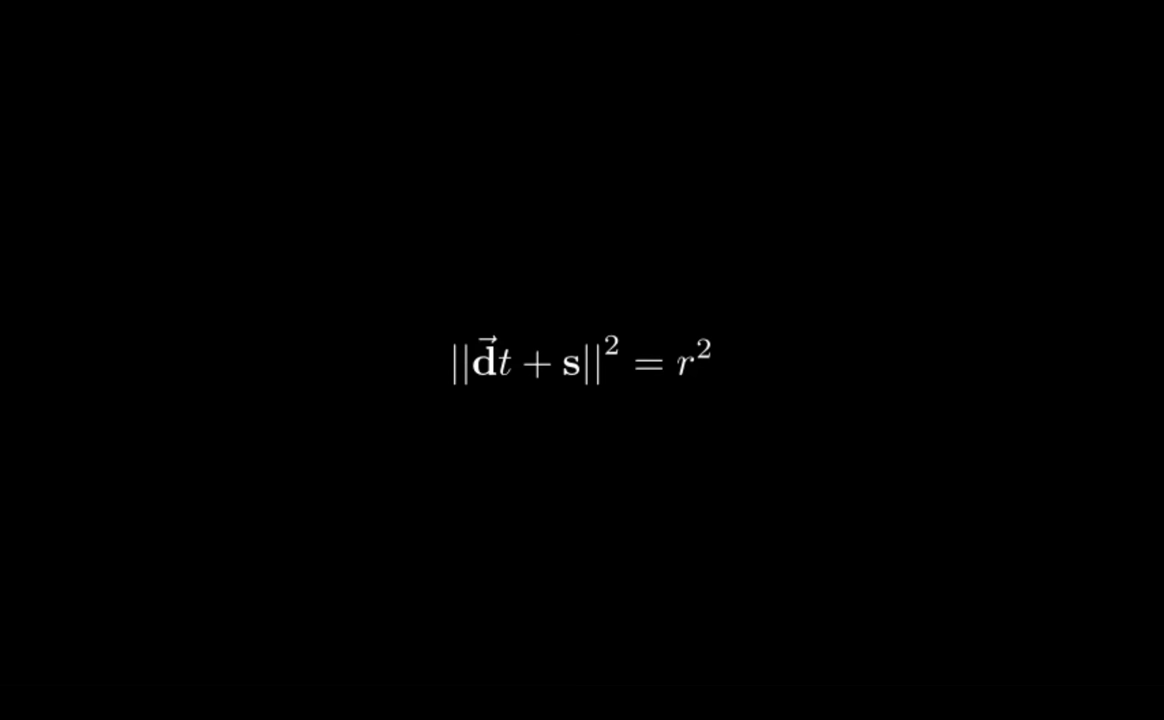 ||d⃗t + s||² = r²